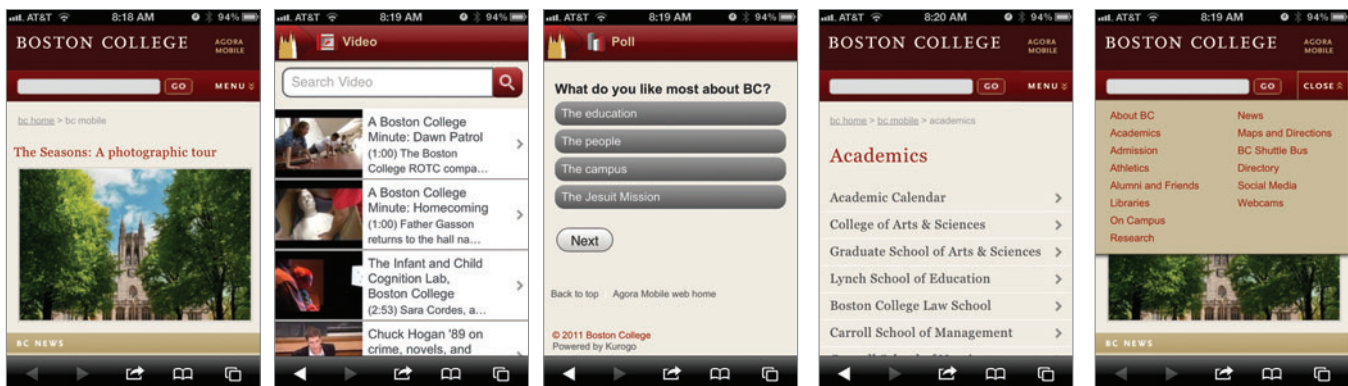 AT&T 8:18 AM 94%
BOSTON COLLEGE
AGORA
MOBILE
GO MENU
bc home > bc mobile
The Seasons: A photographic tour
BC NEWS
AT&T 8:19 AM 94%
Video
Search Video
A Boston College
Minute: Dawn Patrol
(1:00) The Boston
College ROTC compa…
A Boston College
Minute: Homecoming
(1:00) Father Gasson
returns to the hall na…
The Infant and Child
Cognition Lab,
Boston College
(2:53) Sara Cordes, a…
Chuck Hogan '89 on
crime, novels, and
AT&T 8:19 AM 94%
Poll
What do you like most about BC?
The education
The people
The campus
The Jesuit Mission
Next
Back to top Agora Mobile web home
© 2011 Boston College
Powered by Kurogo
AT&T 8:20 AM 94%
BOSTON COLLEGE
AGORA
MOBILE
GO MENU
bc home > bc mobile > academics
Academics
Academic Calendar
College of Arts & Sciences
Graduate School of Arts & Sciences
Lynch School of Education
Boston College Law School
Carroll School of Management
AT&T 8:19 AM 94%
BOSTON COLLEGE
AGORA
MOBILE
GO CLOSE
About BC
Academics
Admission
Athletics
Alumni and Friends
Libraries
On Campus
Research
News
Maps and Directions
BC Shuttle Bus
Directory
Social Media
Webcams
BC NEWS